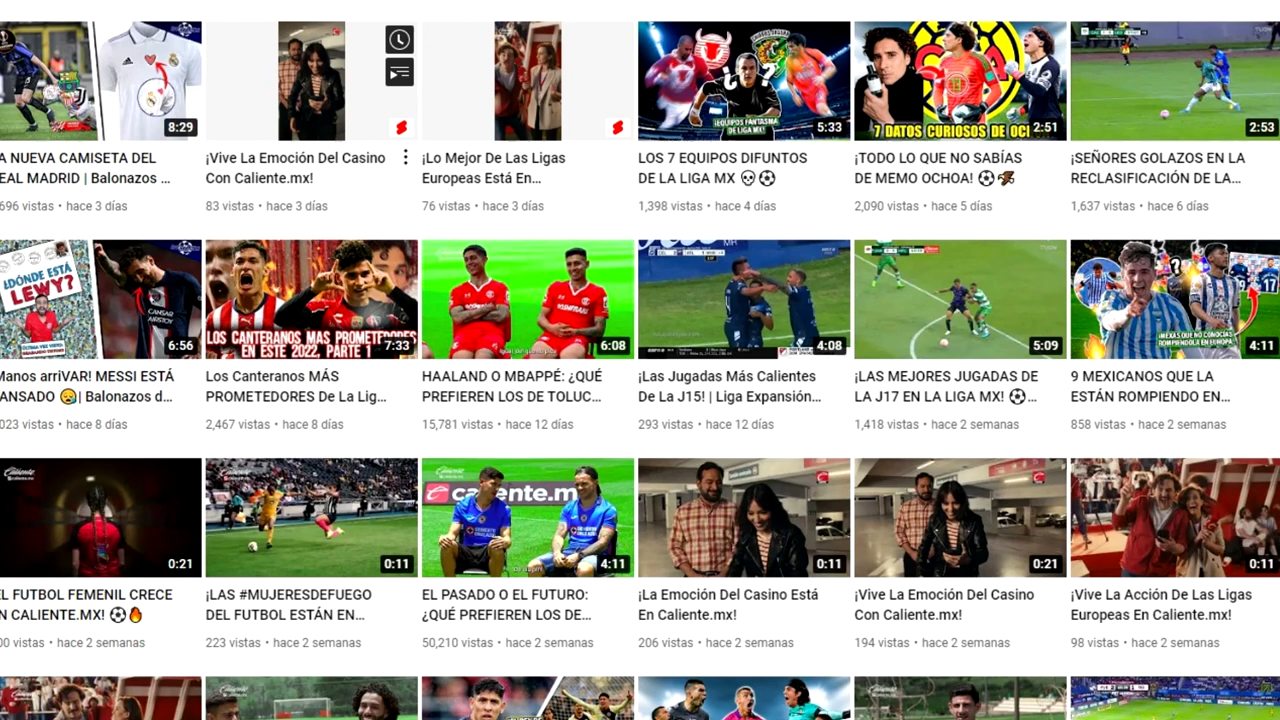 8:29
¿?
¡EQUIPOS FANTASMA
DE LIGA MX!
5:33
7 DATOS CURIOSOS DE OCH
2:51
2:53
A NUEVA CAMISETA DEL
EAL MADRID | Balonazos ...
696 vistas • hace 3 días
¡Vive La Emoción Del Casino
Con Caliente.mx!
83 vistas • hace 3 días
¡Lo Mejor De Las Ligas
Europeas Está En...
76 vistas • hace 3 días
LOS 7 EQUIPOS DIFUNTOS
DE LA LIGA MX 💀⚽
1,398 vistas • hace 4 días
¡TODO LO QUE NO SABÍAS
DE MEMO OCHOA! ⚽
2,090 vistas • hace 5 días
¡SEÑORES GOLAZOS EN LA
RECLASIFICACIÓN DE LA...
1,637 vistas • hace 6 días
¿DÓNDE ESTÁ
LEWY?
CANSAR
AIRSTRO
6:56
LOS CANTERANOS MAS PROMETEDORES
EN ESTE 2022, PARTE 1
7:33
6:08
4:08
5:09
¡MEXAS QUE NO CONOCÍAS
ROMPIENDOLA EN EUROPA!
17
4:11
Manos arriVAR! MESSI ESTÁ
ANSADO 😪| Balonazos d...
023 vistas • hace 8 días
Los Canteranos MÁS
PROMETEDORES De La Lig...
2,467 vistas • hace 8 días
HAALAND O MBAPPÉ: ¿QUÉ
PREFIEREN LOS DE TOLUC...
15,781 vistas • hace 12 días
¡Las Jugadas Más Calientes
De La J15! | Liga Expansión...
293 vistas • hace 12 días
¡LAS MEJORES JUGADAS DE
LA J17 EN LA LIGA MX! ⚽...
1,418 vistas • hace 2 semanas
9 MEXICANOS QUE LA
ESTÁN ROMPIENDO EN...
858 vistas • hace 2 semanas
Caliente
0:21
Caliente
0:11
caliente.m
4:11
0:11
0:21
Caliente
0:11
EL FUTBOL FEMENIL CRECE
N CALIENTE.MX! ⚽🔥
00 vistas • hace 2 semanas
¡LAS #MUJERESDEFUEGO
DEL FUTBOL ESTÁN EN...
223 vistas • hace 2 semanas
EL PASADO O EL FUTURO:
¿QUÉ PREFIEREN LOS DE...
50,210 vistas • hace 2 semanas
¡La Emoción Del Casino Está
En Caliente.mx!
206 vistas • hace 2 semanas
¡Vive La Emoción Del Casino
Con Caliente.mx!
194 vistas • hace 2 semanas
¡Vive La Acción De Las Ligas
Europeas En Caliente.mx!
98 vistas • hace 2 semanas